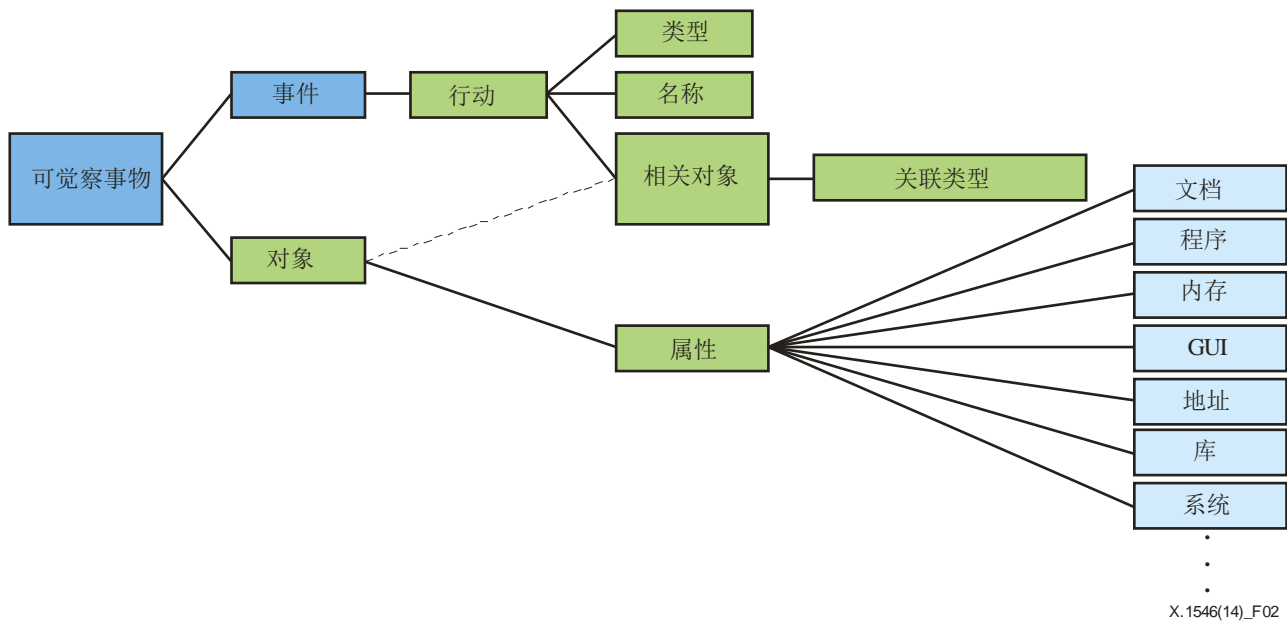 类型
事件
行动
名称
可觉察事物
相关对象
关联类型
文档
程序
对象
内存
属性
GUI
地址
库
系统
X.1546(14)_F02